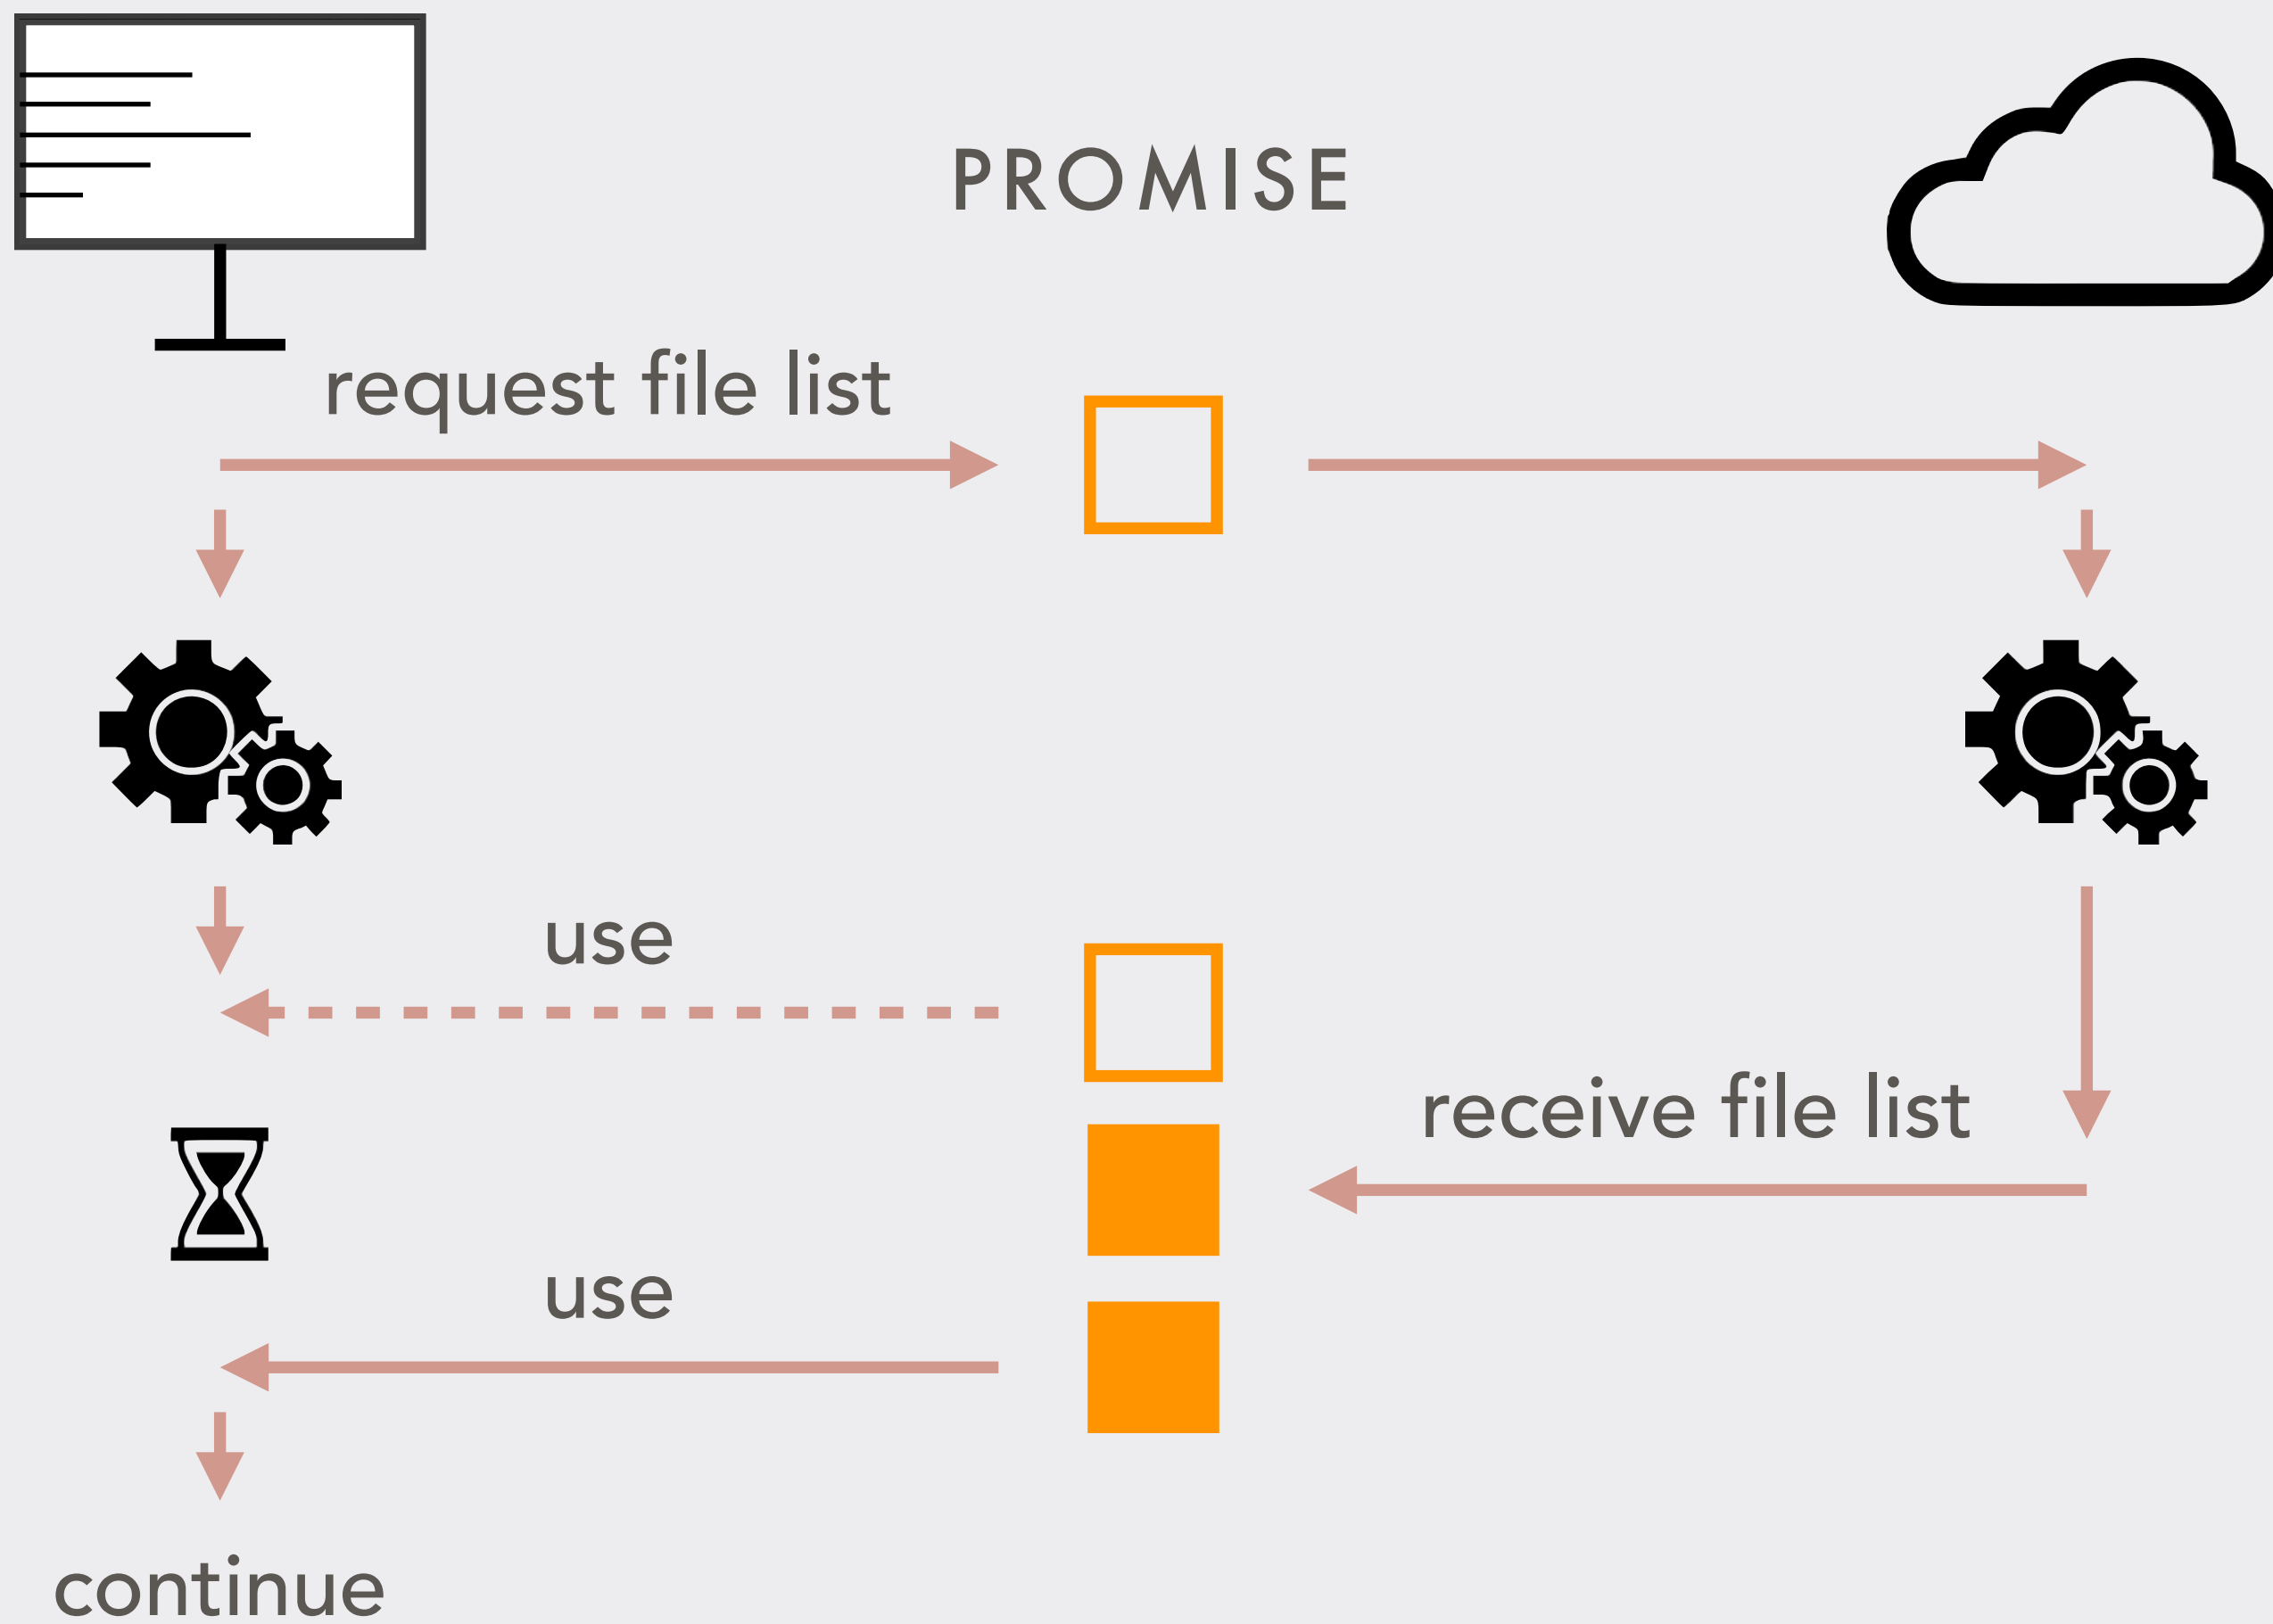 PROMISE
request file list
use
receive file list
use
continue